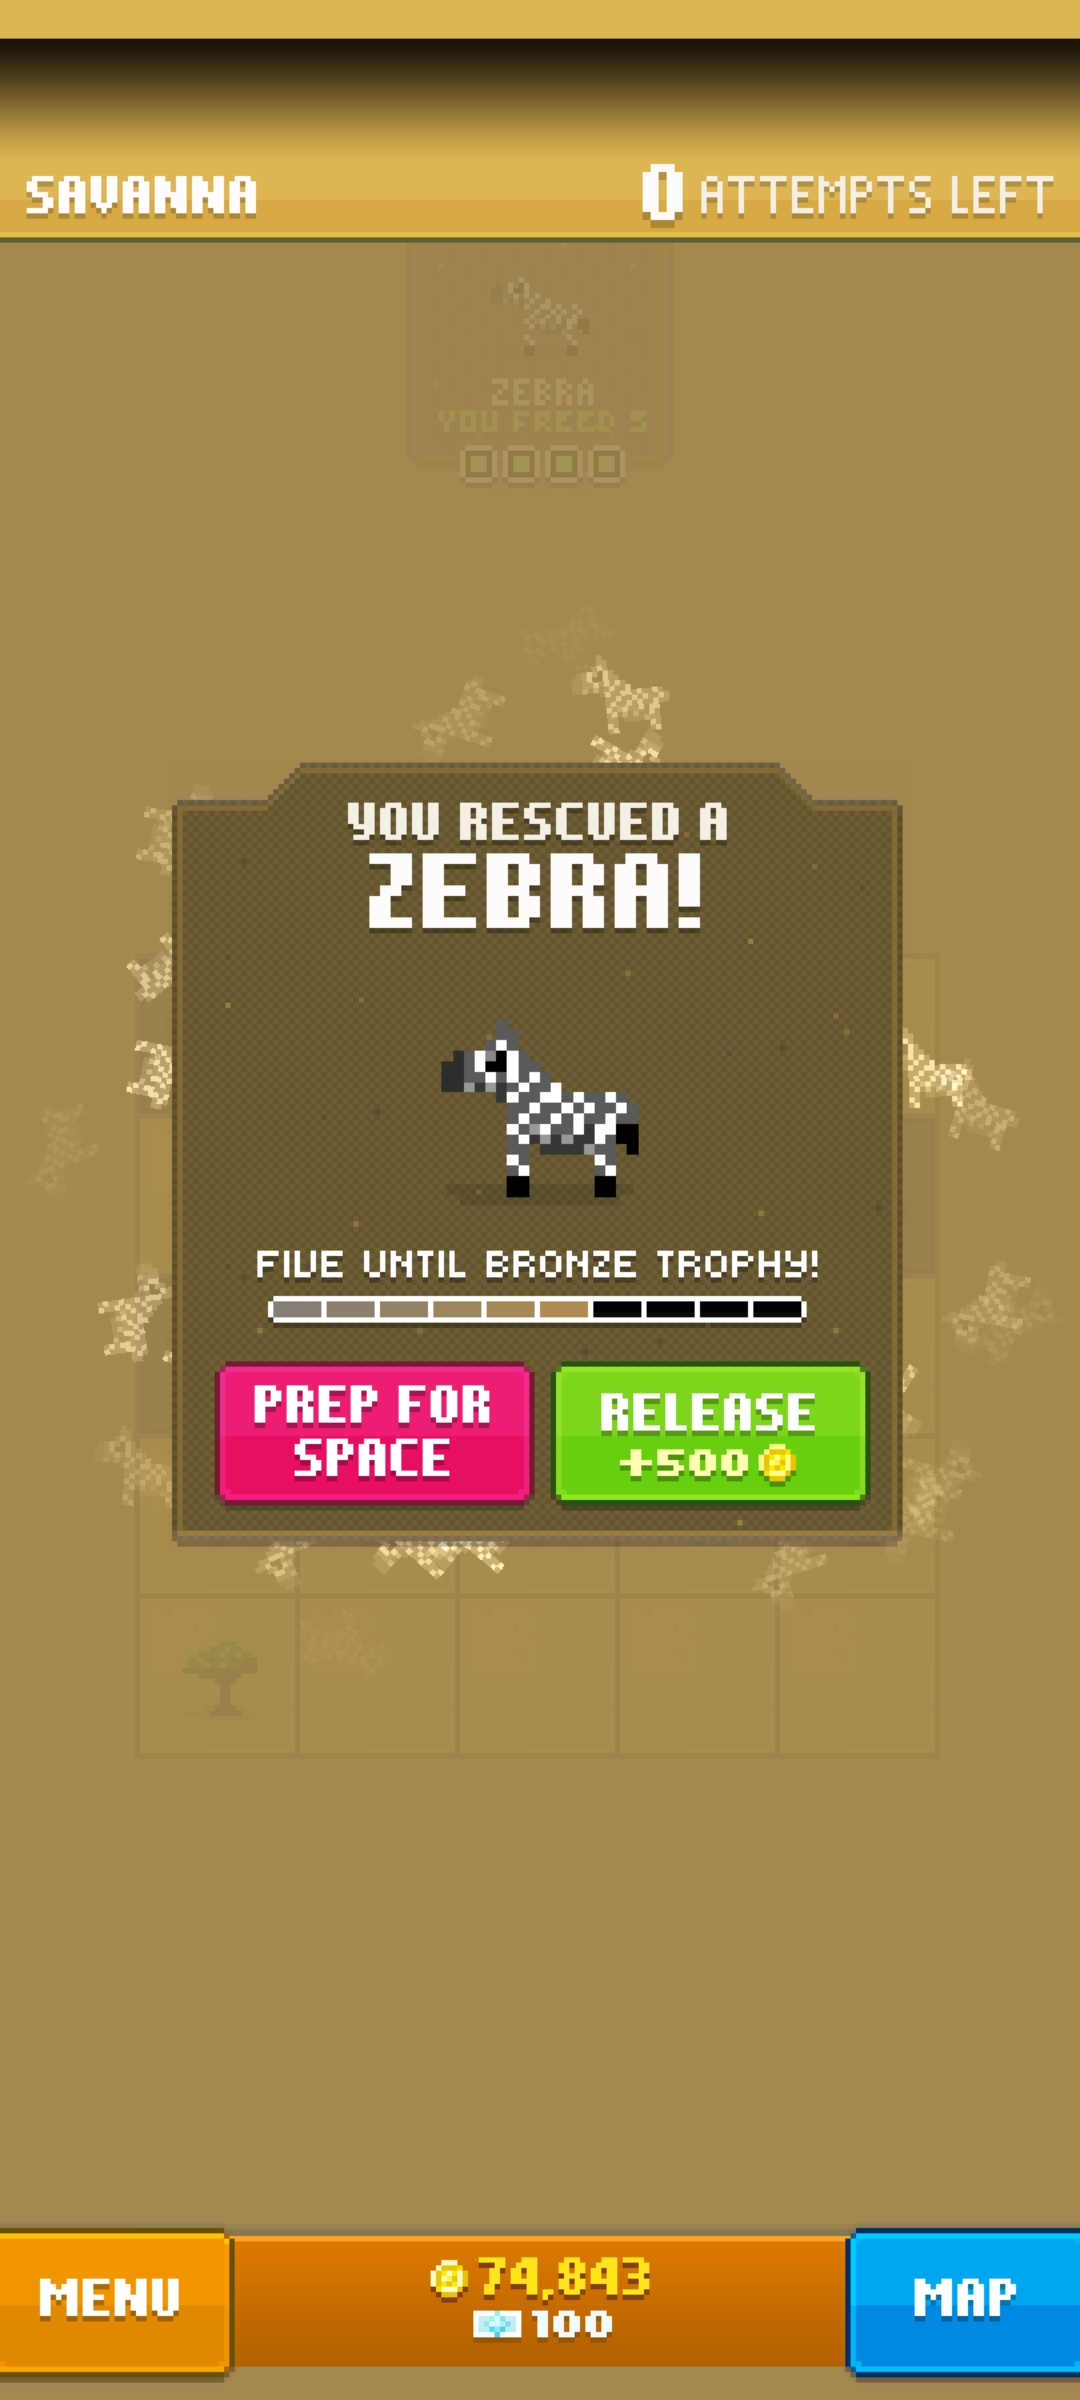 SAVANNA
0 ATTEMPTS LEFT
ZEBRA
YOU FREED 5
YOU RESCUED A
ZEBRA!
FIVE UNTIL BRONZE TROPHY!
PREP FOR
SPACE
RELEASE
+500
MENU
74,843
100
MAP